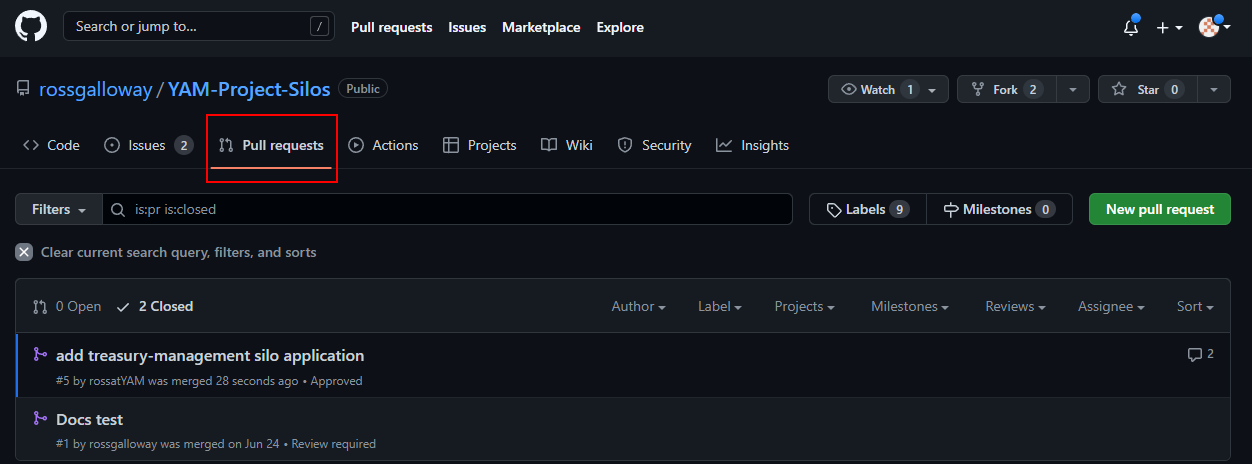 Search or jump to... /
Pull requests Issues Marketplace Explore
rossgalloway / YAM-Project-Silos Public
Watch 1 Fork 2 Star 0
Code Issues 2 Pull requests Actions Projects Wiki Security Insights
Filters is:pr is:closed Labels 9 Milestones 0 New pull request
Clear current search query, filters, and sorts
0 Open 2 Closed Author Label Projects Milestones Reviews Assignee Sort
add treasury-management silo application 2
#5 by rossatYAM was merged 28 seconds ago • Approved
Docs test
#1 by rossgalloway was merged on Jun 24 • Review required